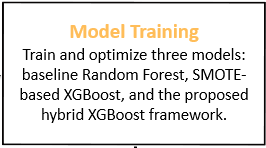 Model Training
Train and optimize three models:
baseline Random Forest, SMOTE-
based XGBoost, and the proposed
hybrid XGBoost framework.